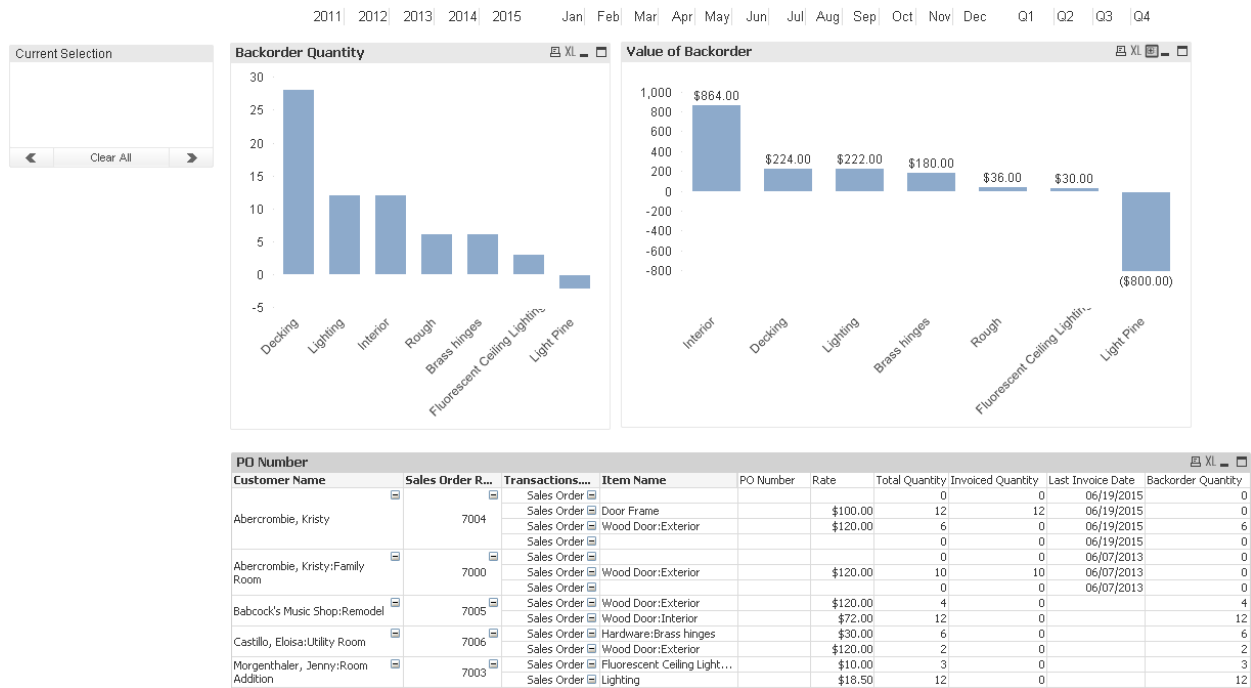 2011 2012 2013 2014 2015 Jan Feb Mar Apr May Jun Jul Aug Sep Oct Nov Dec Q1 Q2 Q3 Q4
Current Selection
Clear All
Backorder Quantity XL
30
25
20
15
10
5
0
-5
Decking Lighting Interior Rough Brass hinges Fluorescent Ceiling Lighting Light Pine
Value of Backorder XL
1,000
800
600
400
200
0
-200
-400
-600
-800
$864.00 $224.00 $222.00 $180.00 $36.00 $30.00 ($800.00)
Interior Decking Lighting Brass hinges Rough Fluorescent Ceiling Lighting Light Pine
PO Number XL
Customer Name Sales Order R... Transactions.... Item Name PO Number Rate Total Quantity Invoiced Quantity Last Invoice Date Backorder Quantity
Abercrombie, Kristy 7004 Sales Order 0 0 06/19/2015 0
Sales Order Door Frame $100.00 12 12 06/19/2015 0
Sales Order Wood Door:Exterior $120.00 6 0 06/19/2015 6
Sales Order 0 0 06/19/2015 0
Abercrombie, Kristy:Family Room 7000 Sales Order 0 0 06/07/2013 0
Sales Order Wood Door:Exterior $120.00 10 10 06/07/2013 0
Sales Order 0 0 06/07/2013 0
Babcock's Music Shop:Remodel 7005 Sales Order Wood Door:Exterior $120.00 4 0 4
Sales Order Wood Door:Interior $72.00 12 0 12
Castillo, Eloisa:Utility Room 7006 Sales Order Hardware:Brass hinges $30.00 6 0 6
Sales Order Wood Door:Exterior $120.00 2 0 2
Morgenthaler, Jenny:Room Addition 7003 Sales Order Fluorescent Ceiling Light... $10.00 3 0 3
Sales Order Lighting $18.50 12 0 12